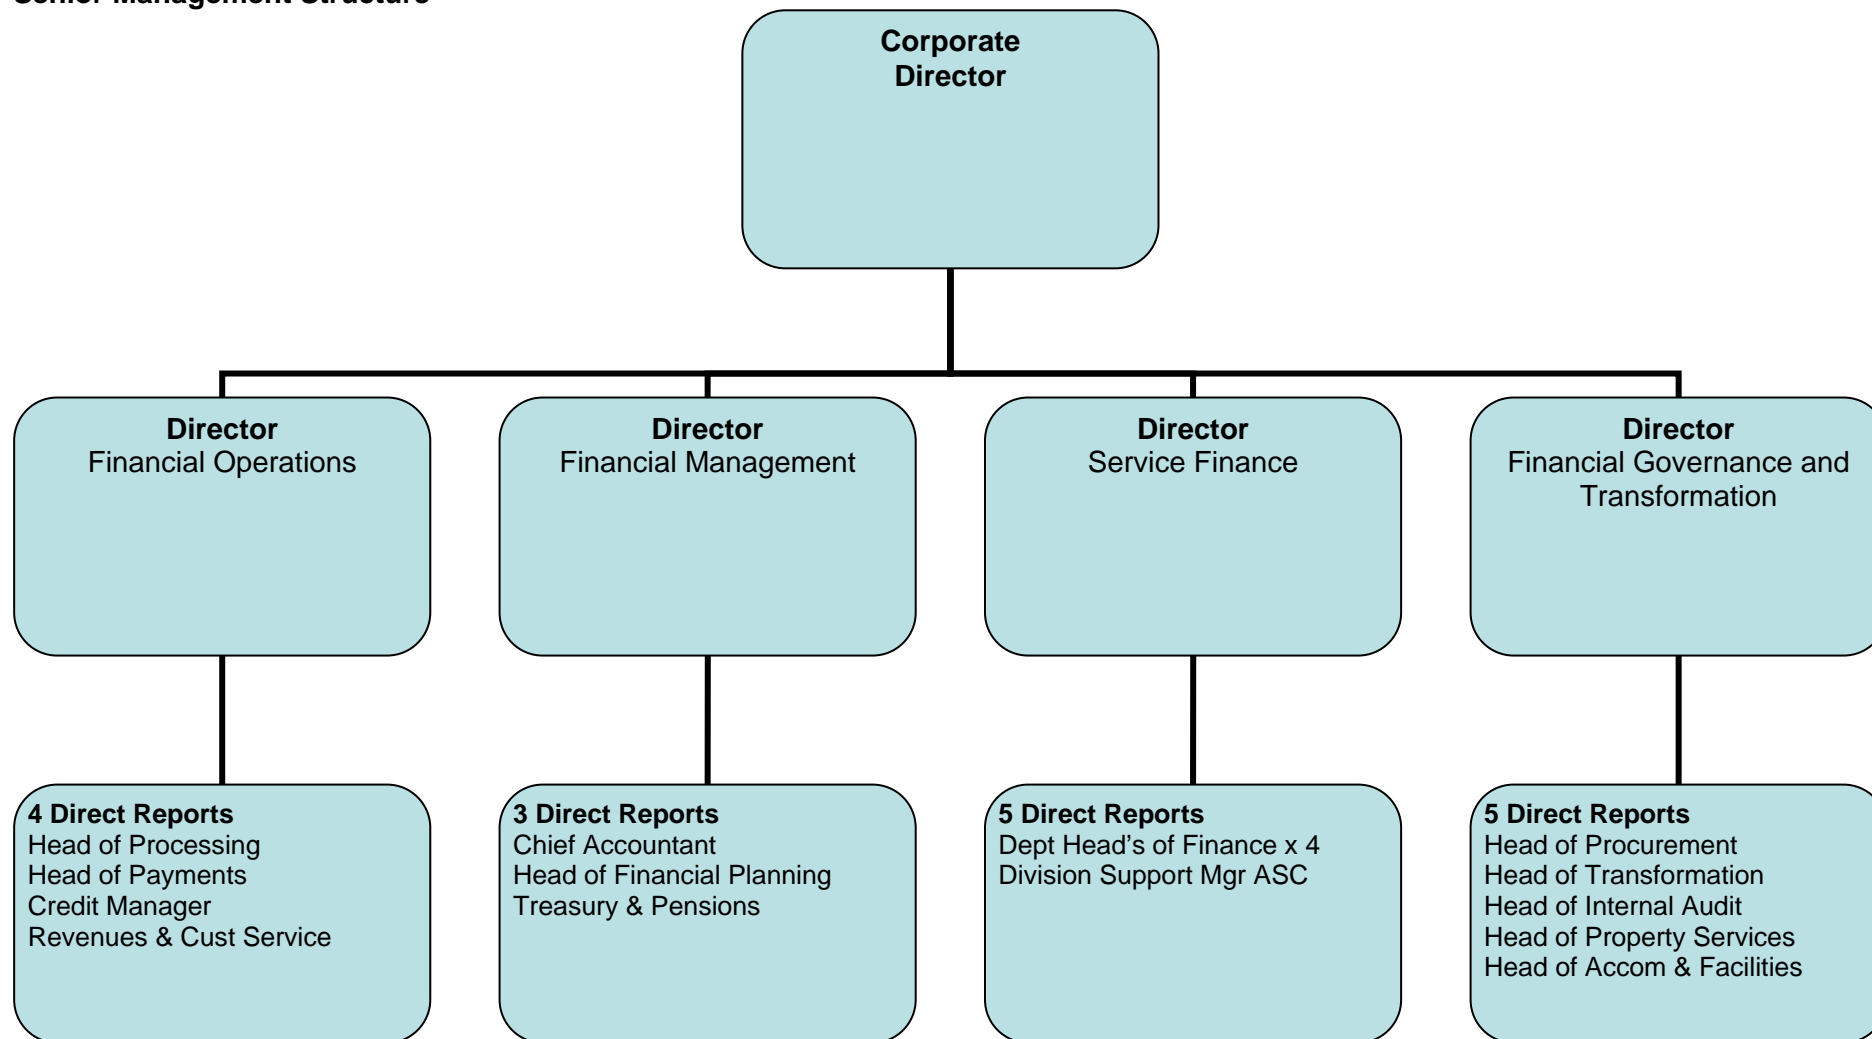 Senior Management Structure
Corporate
Director
Director
Financial Operations
Director
Financial Management
Director
Service Finance
Director
Financial Governance and
Transformation
4 Direct Reports
Head of Processing
Head of Payments
Credit Manager
Revenues & Cust Service
3 Direct Reports
Chief Accountant
Head of Financial Planning
Treasury & Pensions
5 Direct Reports
Dept Head’s of Finance x 4
Division Support Mgr ASC
5 Direct Reports
Head of Procurement
Head of Transformation
Head of Internal Audit
Head of Property Services
Head of Accom & Facilities